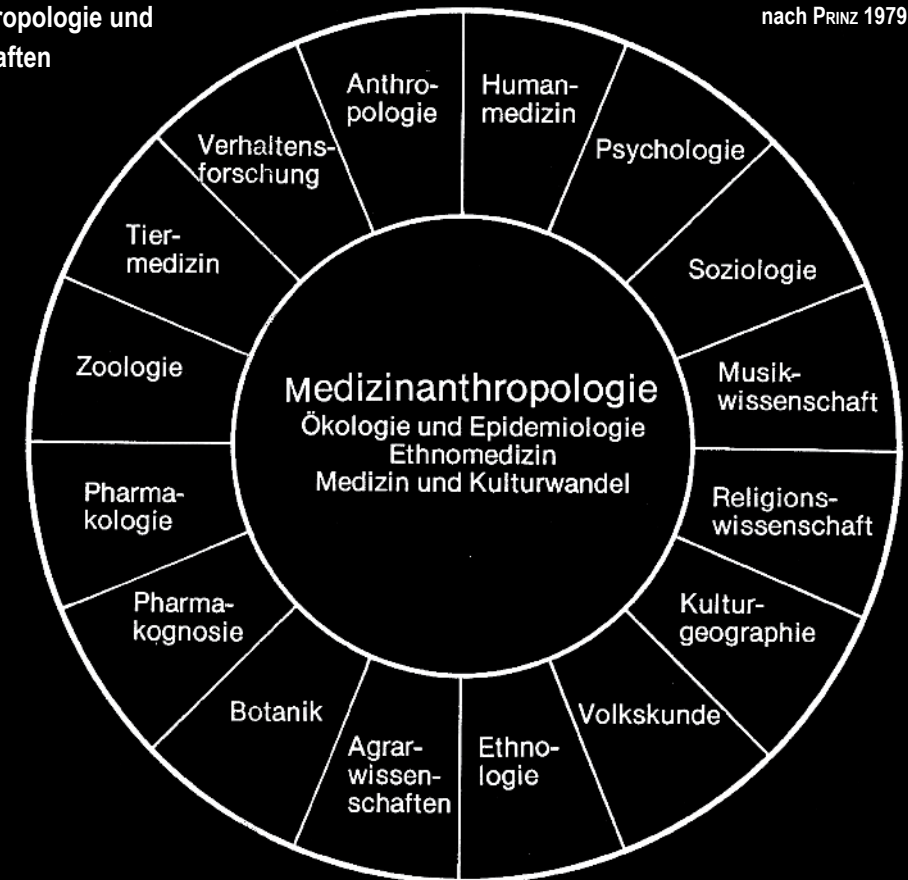 ropologie und
aften
nach PRINZ 1979
Anthro-
pologie
Human-
medizin
Psychologie
Soziologie
Musik-
wissenschaft
Religions-
wissenschaft
Kultur-
geographie
Volkskunde
Ethno-
logie
Agrar-
wissen-
schaften
Botanik
Pharma-
kognosie
Pharma-
kologie
Zoologie
Tier-
medizin
Verhaltens-
forschung
Medizinanthropologie
Ökologie und Epidemiologie
Ethnomedizin
Medizin und Kulturwandel